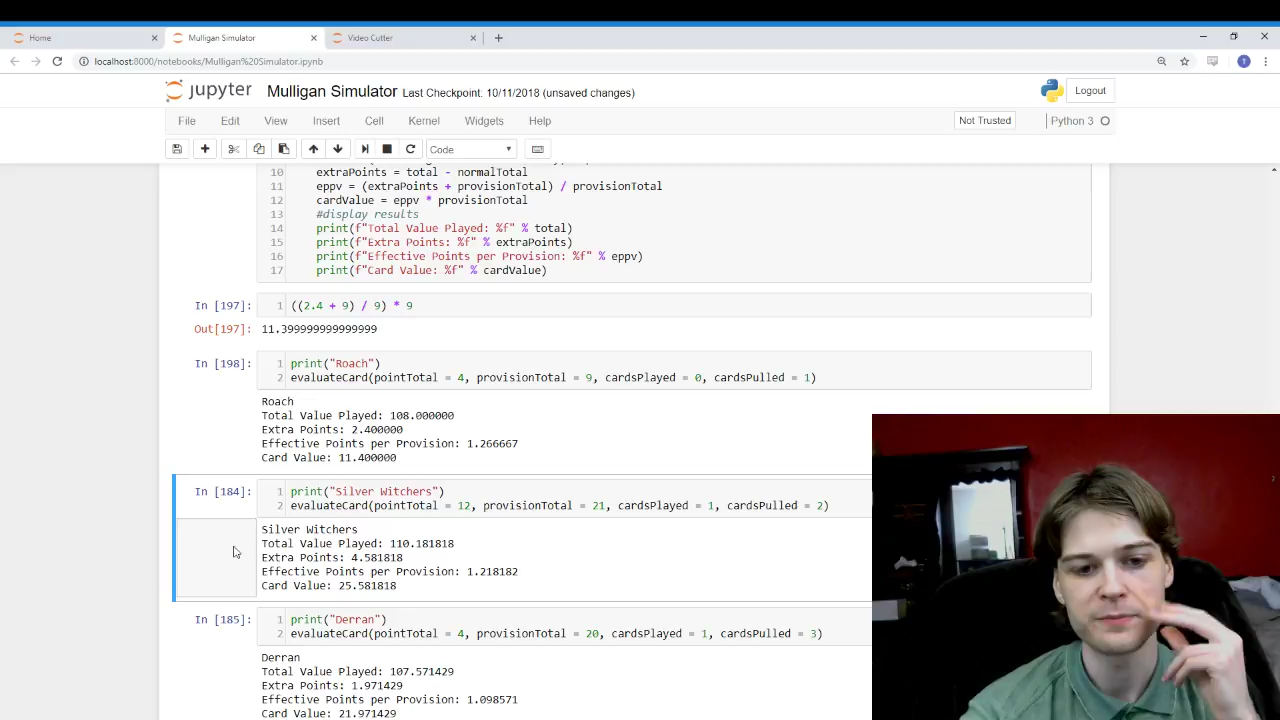 Home
Mulligan Simulator
Video Cutter
localhost:8000/notebooks/Mulligan%20Simulator.ipynb
T
jupyter Mulligan Simulator Last Checkpoint: 10/11/2018 (unsaved changes)
Logout
File Edit View Insert Cell Kernel Widgets Help
Not Trusted
Python 3
Code
10 extraPoints = total - normalTotal
11 eppv = (extraPoints + provisionTotal) / provisionTotal
12 cardValue = eppv * provisionTotal
13 #display results
14 print(f"Total Value Played: %f" % total)
15 print(f"Extra Points: %f" % extraPoints)
16 print(f"Effective Points per Provision: %f" % eppv)
17 print(f"Card Value: %f" % cardValue)
In [197]: 1 ((2.4 + 9) / 9) * 9
Out[197]: 11.399999999999999
In [198]: 1 print("Roach")
2 evaluateCard(pointTotal = 4, provisionTotal = 9, cardsPlayed = 0, cardsPulled = 1)
Roach
Total Value Played: 108.000000
Extra Points: 2.400000
Effective Points per Provision: 1.266667
Card Value: 11.400000
In [184]: 1 print("Silver Witchers")
2 evaluateCard(pointTotal = 12, provisionTotal = 21, cardsPlayed = 1, cardsPulled = 2)
Silver Witchers
Total Value Played: 110.181818
Extra Points: 4.581818
Effective Points per Provision: 1.218182
Card Value: 25.581818
In [185]: 1 print("Derran")
2 evaluateCard(pointTotal = 4, provisionTotal = 20, cardsPlayed = 1, cardsPulled = 3)
Derran
Total Value Played: 107.571429
Extra Points: 1.971429
Effective Points per Provision: 1.098571
Card Value: 21.971429